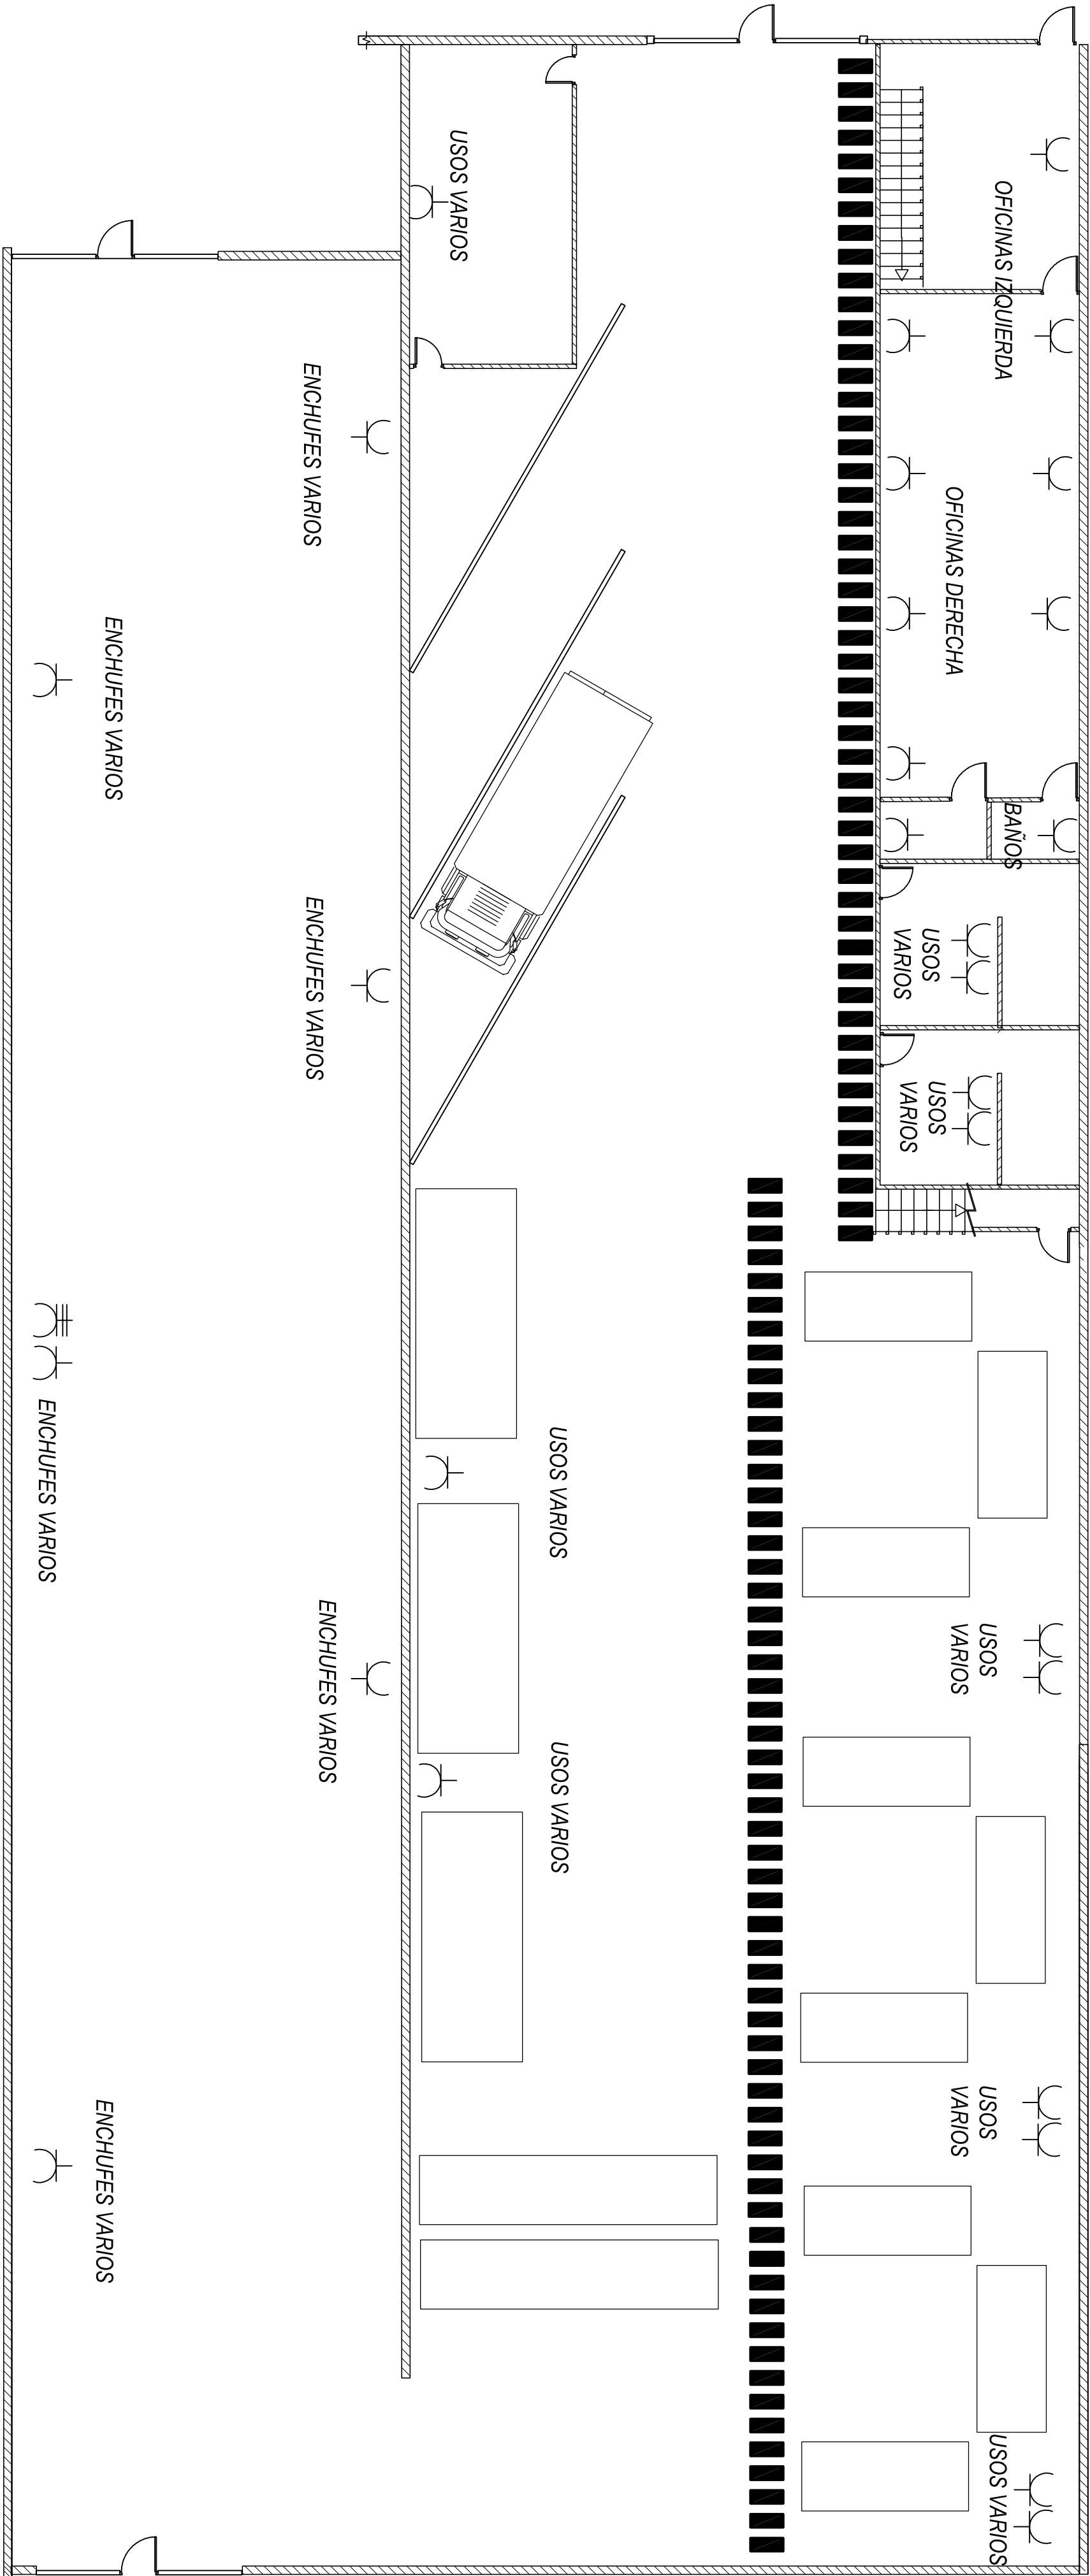 USOS VARIOS
OFICINAS IZQUIERDA
ENCHUFES VARIOS
OFICINAS DERECHA
ENCHUFES VARIOS
BAÑOS
USOS
VARIOS
ENCHUFES VARIOS
USOS
VARIOS
ENCHUFES VARIOS
USOS VARIOS
ENCHUFES VARIOS
USOS
VARIOS
USOS VARIOS
USOS
VARIOS
ENCHUFES VARIOS
USOS VARIOS